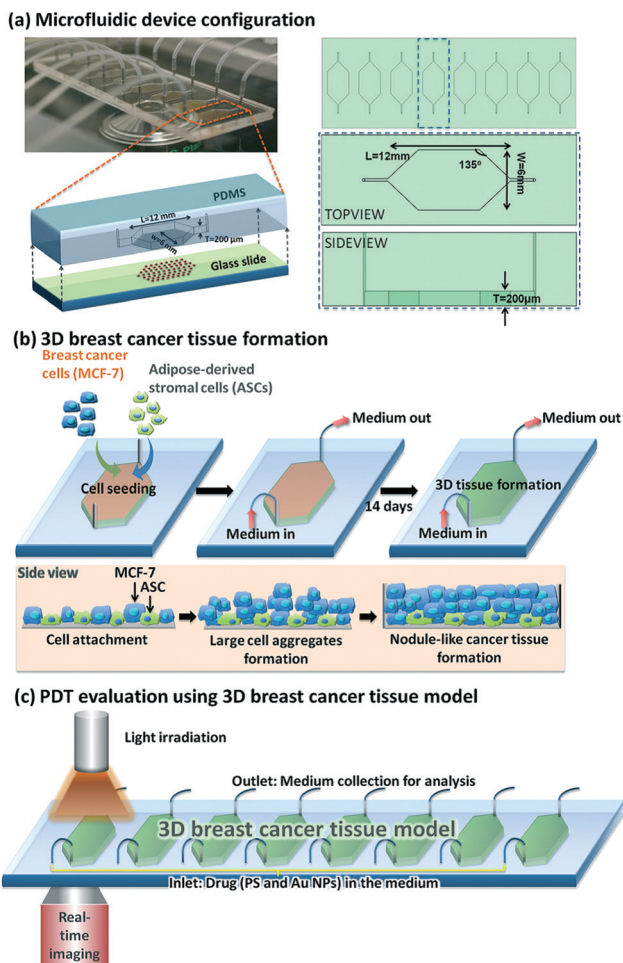 (a) Microfluidic device configuration
PDMS
L=12 mm
W=6 mm
T=200 µm
Glass slide
L=12mm
135º
W=6mm
TOPVIEW
SIDEVIEW
T=200µm
(b) 3D breast cancer tissue formation
Breast cancer
cells (MCF-7)
Adipose-derived
stromal cells (ASCs)
Cell seeding
Medium out
Medium in
14 days
Medium out
3D tissue formation
Medium in
Side view
MCF-7
ASC
Cell attachment
Large cell aggregates
formation
Nodule-like cancer tissue
formation
(c) PDT evaluation using 3D breast cancer tissue model
Light irradiation
Outlet: Medium collection for analysis
3D breast cancer tissue model
Inlet: Drug (PS and Au NPs) in the medium
Real-
time
imaging